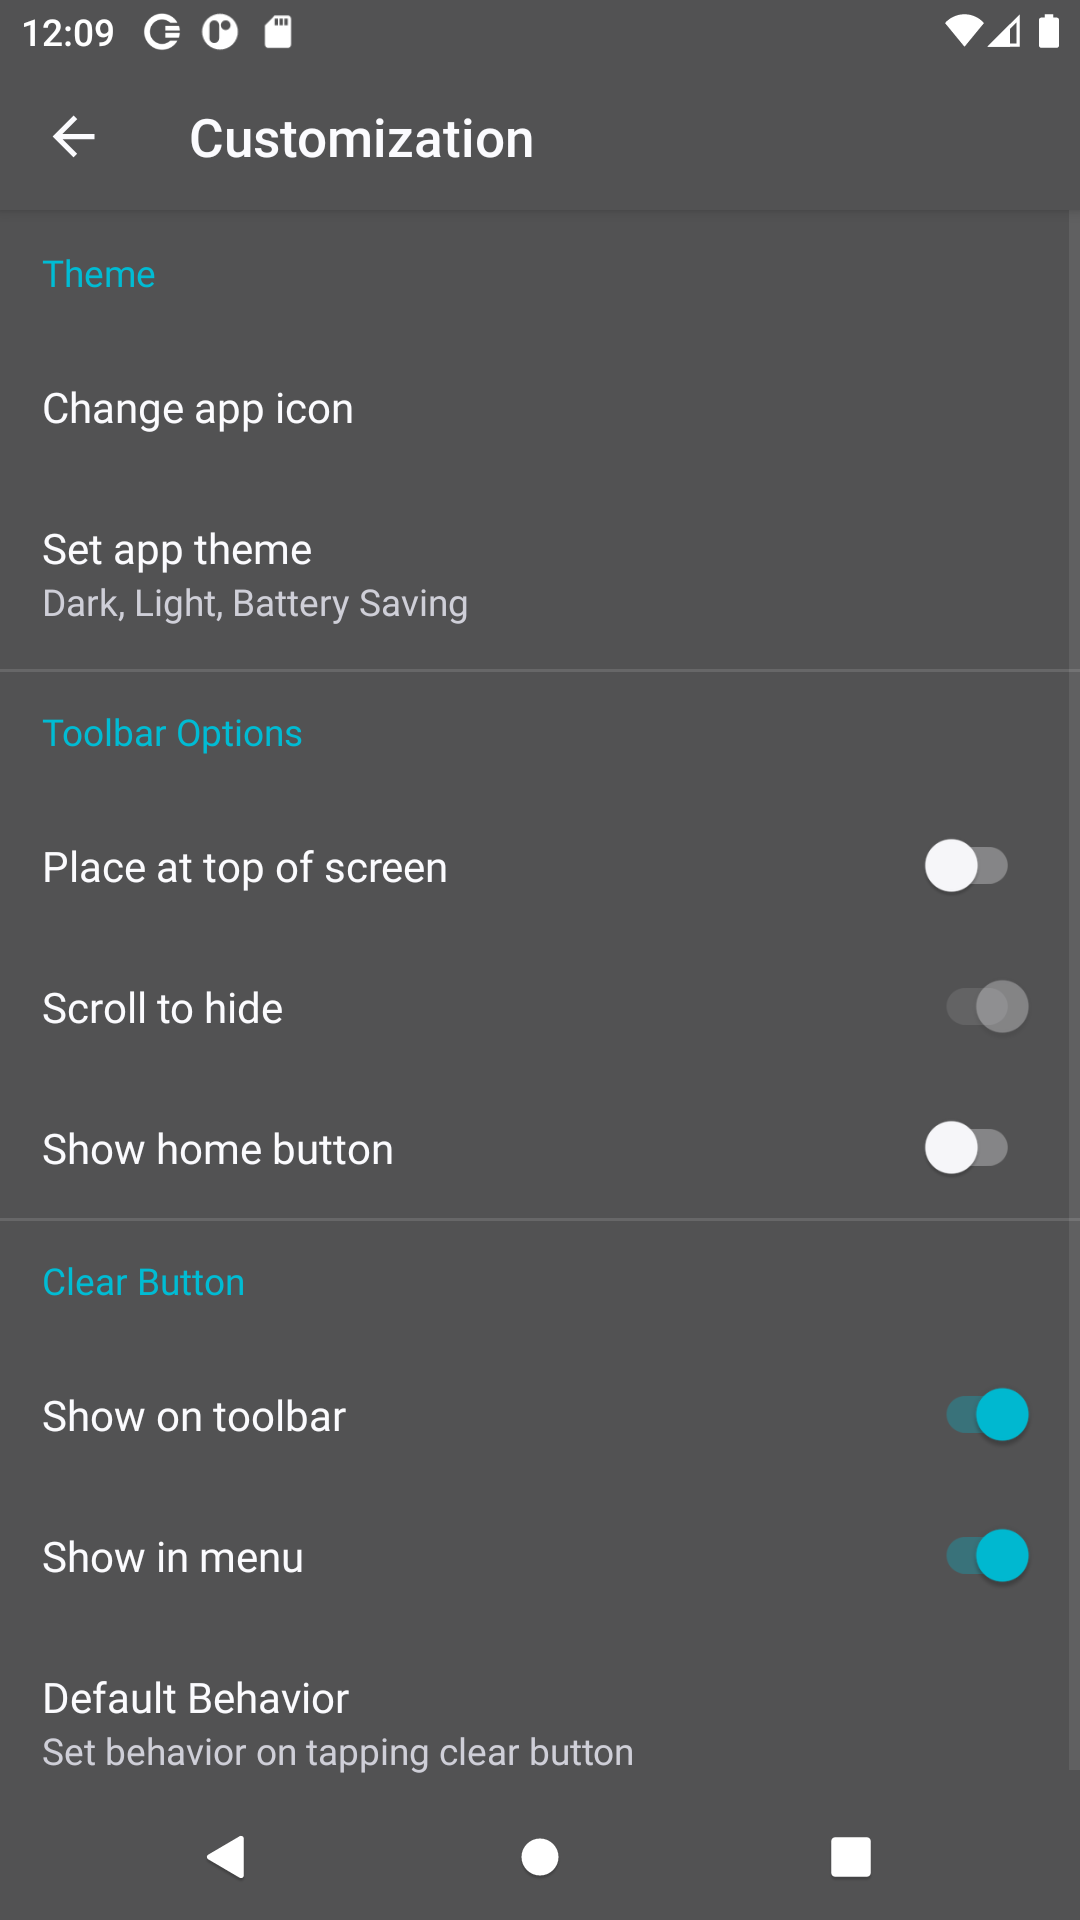 12:09
Customization
Theme
Change app icon
Set app theme
Dark, Light, Battery Saving
Toolbar Options
Place at top of screen
Scroll to hide
Show home button
Clear Button
Show on toolbar
Show in menu
Default Behavior
Set behavior on tapping clear button